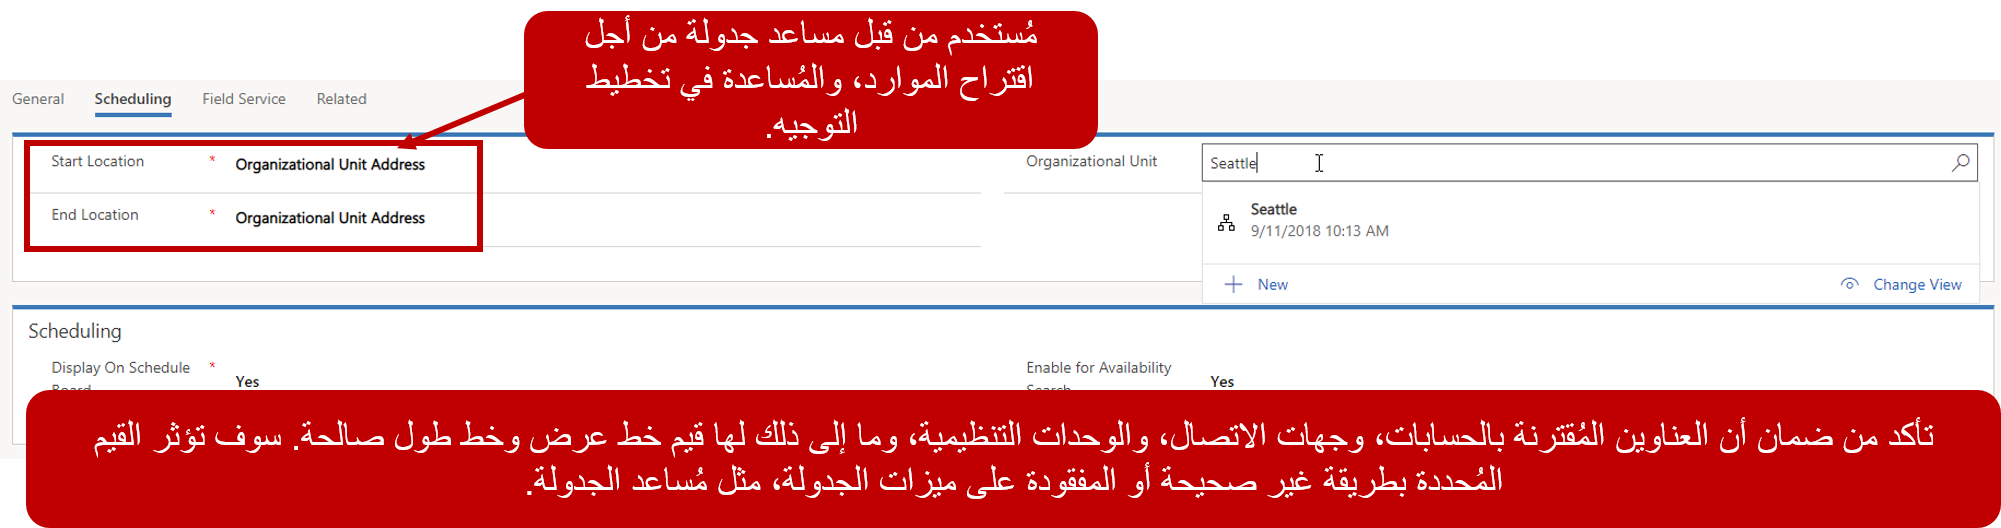 مُستخدم من قبل مساعد جدولة من أجل
اقتراح الموارد، والمُساعدة في تخطيط
التوجيه.
General Scheduling Field Service Related
Start Location * Organizational Unit Address
Organizational Unit Seattle
End Location * Organizational Unit Address
Seattle
9/11/2018 10:13 AM
New Change View
Scheduling
Display On Schedule * Yes
Enable for Availability Yes
تأكد من ضمان أن العناوين المُقترنة بالحسابات، وجهات الاتصال، والوحدات التنظيمية، وما إلى ذلك لها قيم خط عرض وخط طول صالحة. سوف تؤثر القيم
المُحددة بطريقة غير صحيحة أو المفقودة على ميزات الجدولة، مثل مُساعد الجدولة.